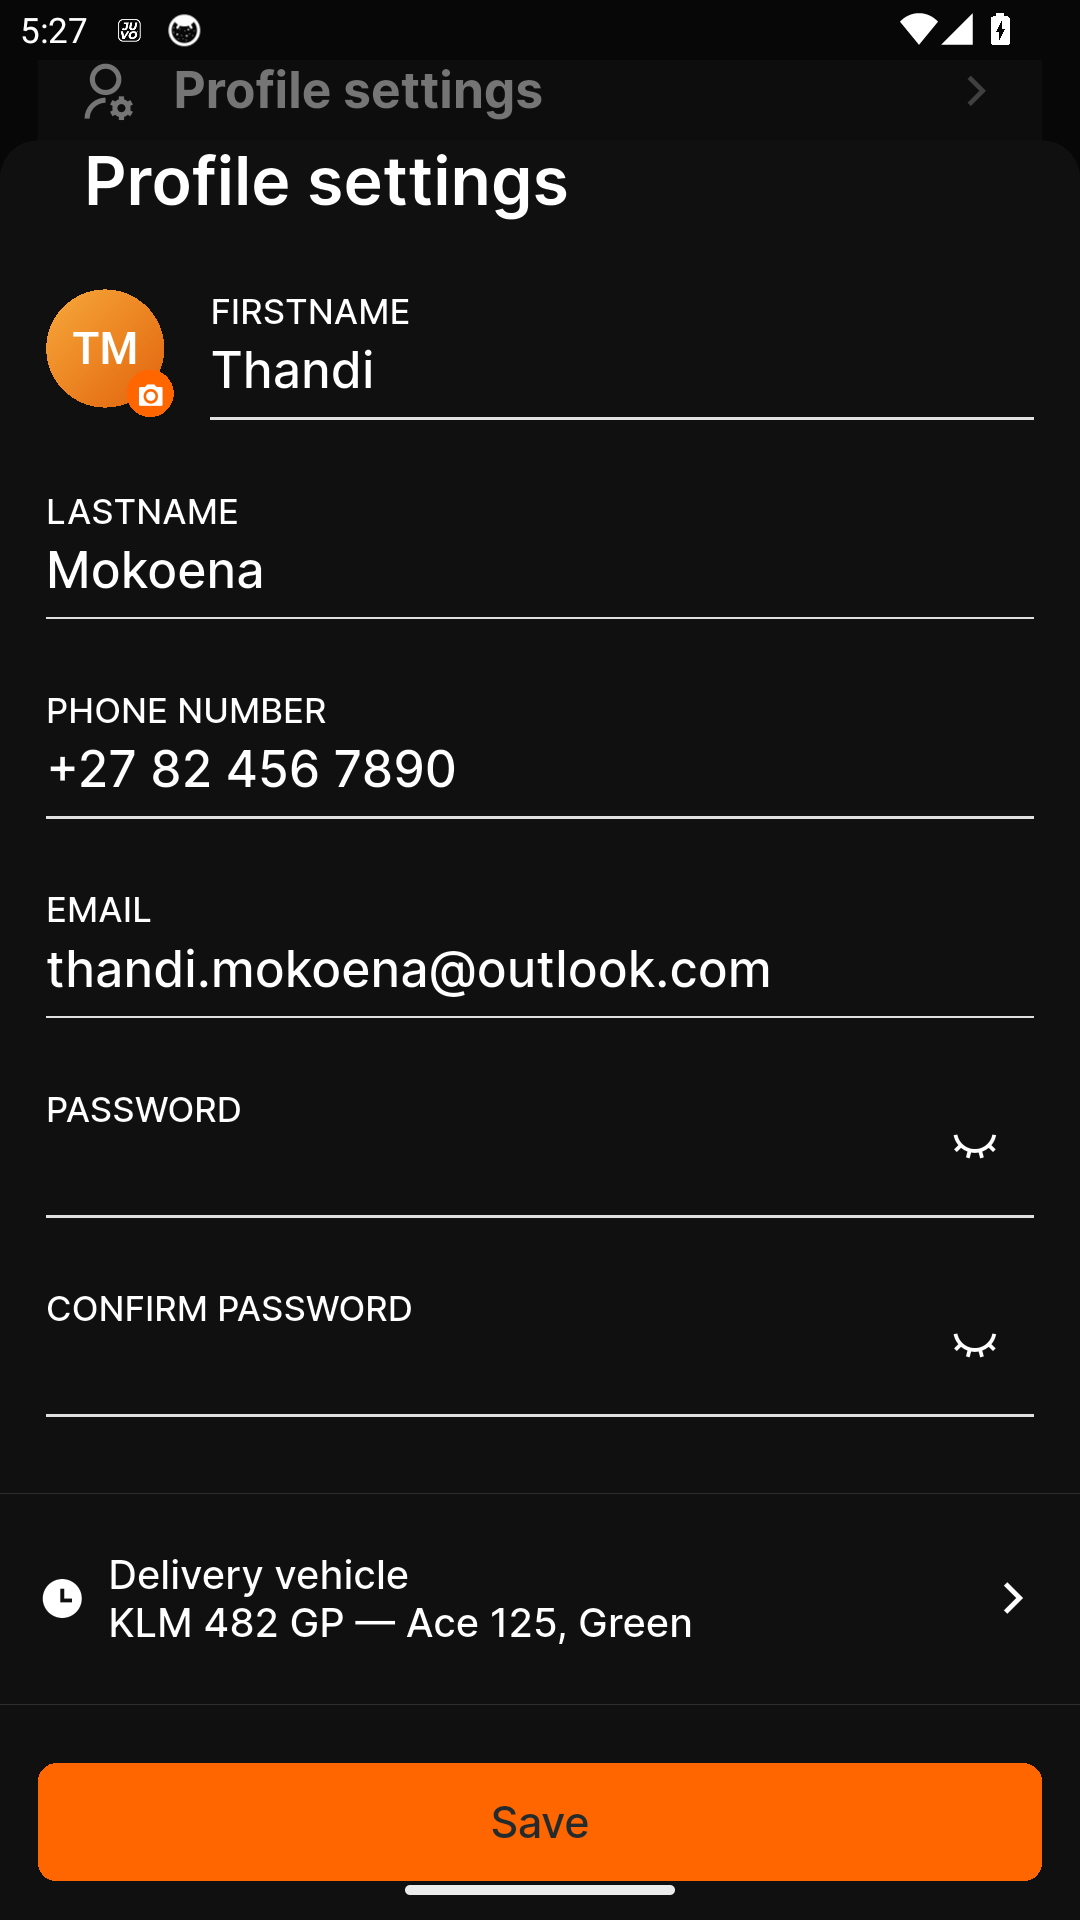 5:27
JUVO
Profile settings
Profile settings
TM
FIRSTNAME
Thandi
LASTNAME
Mokoena
PHONE NUMBER
+27 82 456 7890
EMAIL
thandi.mokoena@outlook.com
PASSWORD
CONFIRM PASSWORD
Delivery vehicle
KLM 482 GP — Ace 125, Green
Save